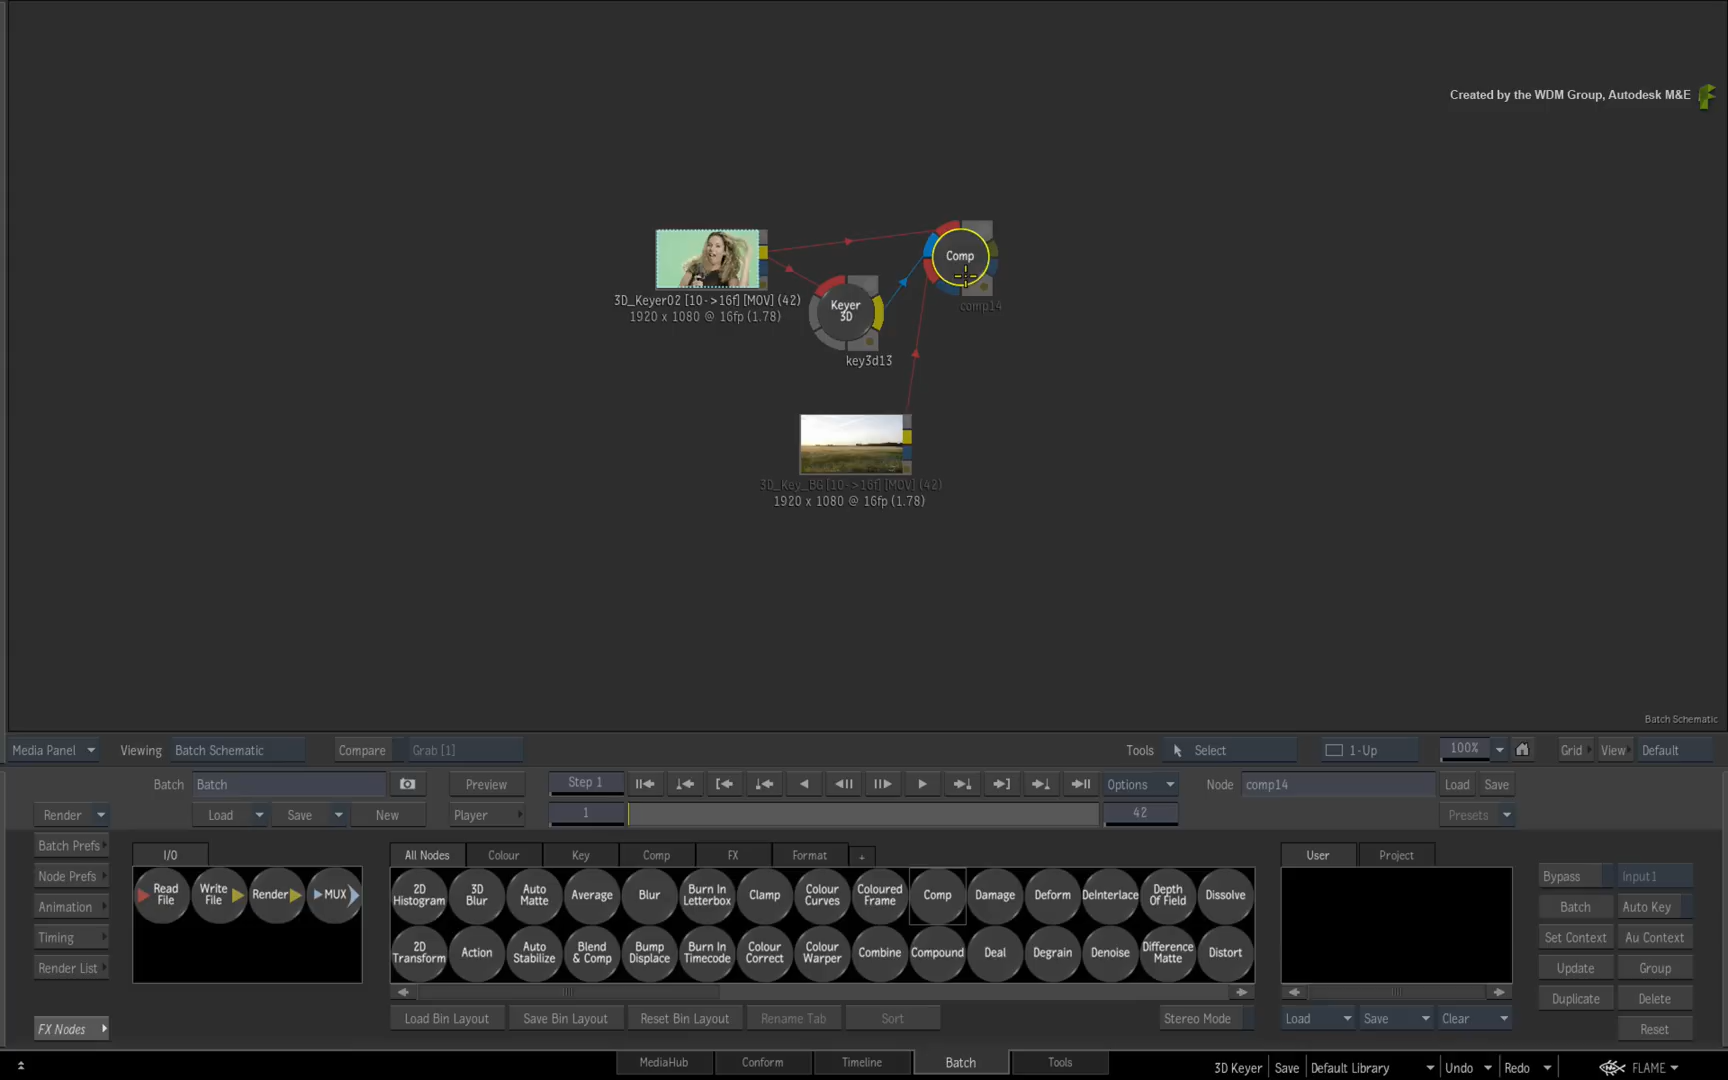 Created by the WDM Group, Autodesk M&E
Comp
comp14
3D_Keyer02 [10->16f] [MOV] (42)
1920 x 1080 @ 16fp (1.78)
Keyer
3D
key3d13
3D_Key_BG [10->16f] [MOV] (42)
1920 x 1080 @ 16fp (1.78)
Batch Schematic
Media Panel
Viewing
Batch Schematic
Compare
Grab [1]
Tools
Select
1-Up
100%
Grid
View
Default
Batch
Batch
Preview
Step 1
Options
Node
comp14
Load
Save
Render
Load
Save
New
Player
1
42
Presets
Batch Prefs
Node Prefs
Animation
Timing
Render List
FX Nodes
I/O
Read
File
Write
File
Render
MUX
All Nodes
Colour
Key
Comp
FX
Format
+
2D
Histogram
3D
Blur
Auto
Matte
Average
Blur
Burn In
Letterbox
Clamp
Colour
Curves
Coloured
Frame
Comp
Damage
Deform
DeInterlace
Depth
Of Field
Dissolve
2D
Transform
Action
Auto
Stabilize
Blend
& Comp
Bump
Displace
Burn In
Timecode
Colour
Correct
Colour
Warper
Combine
Compound
Deal
Degrain
Denoise
Difference
Matte
Distort
Load Bin Layout
Save Bin Layout
Reset Bin Layout
Rename Tab
Sort
Stereo Mode
User
Project
Load
Save
Clear
Bypass
Input1
Batch
Auto Key
Set Context
Au Context
Update
Group
Duplicate
Delete
Reset
MediaHub
Conform
Timeline
Batch
Tools
3D Keyer
Save
Default Library
Undo
Redo
FLAME